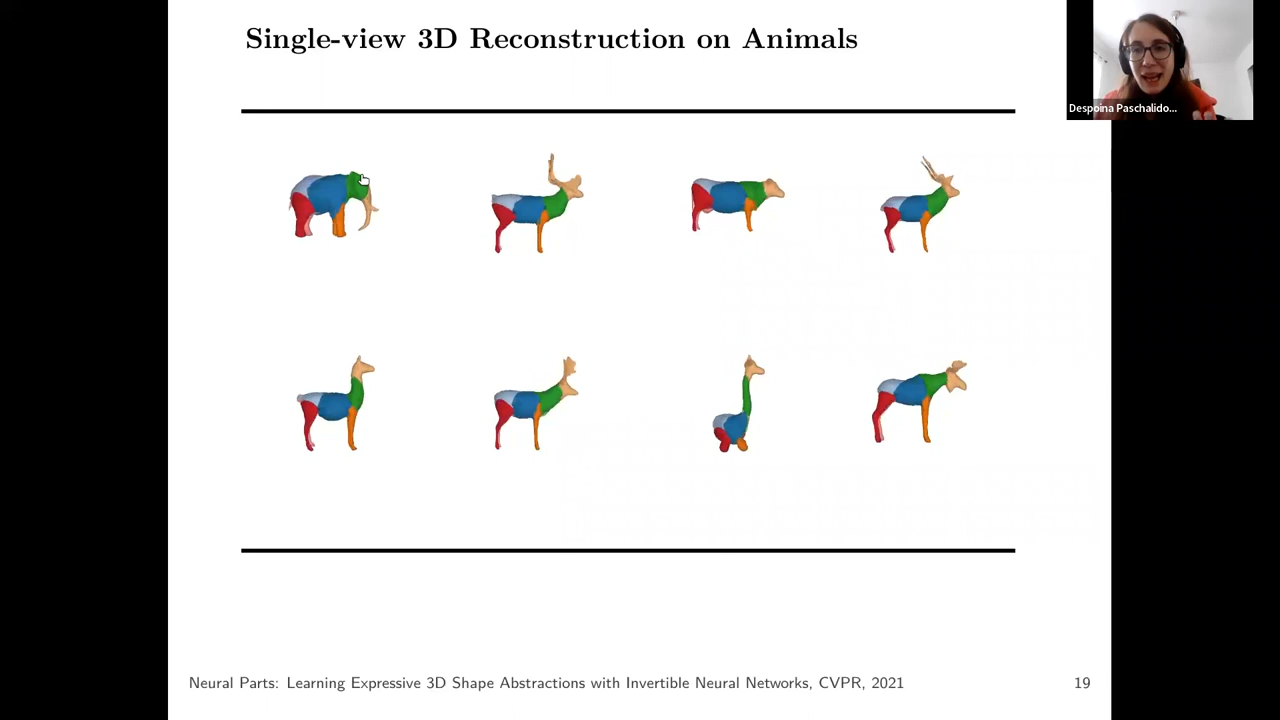 Single-view 3D Reconstruction on Animals
Despoina Paschalido...
Neural Parts: Learning Expressive 3D Shape Abstractions with Invertible Neural Networks, CVPR, 2021
19